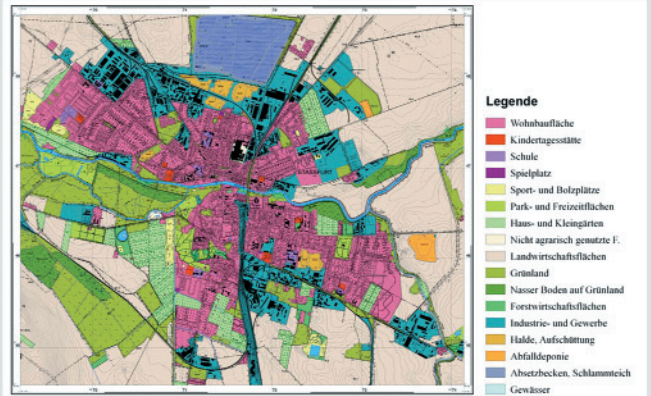 STASSFURT
Legende
Wohnbaufläche
Kindertagesstätte
Schule
Spielplatz
Sport- und Bolzplätze
Park- und Freizeitflächen
Haus- und Kleingärten
Nicht agrarisch genutzte F.
Landwirtschaftsflächen
Grünland
Nasser Boden auf Grünland
Forstwirtschaftsflächen
Industrie- und Gewerbe
Halde, Aufschüttung
Abfalldeponie
Absetzbecken, Schlammteich
Gewässer